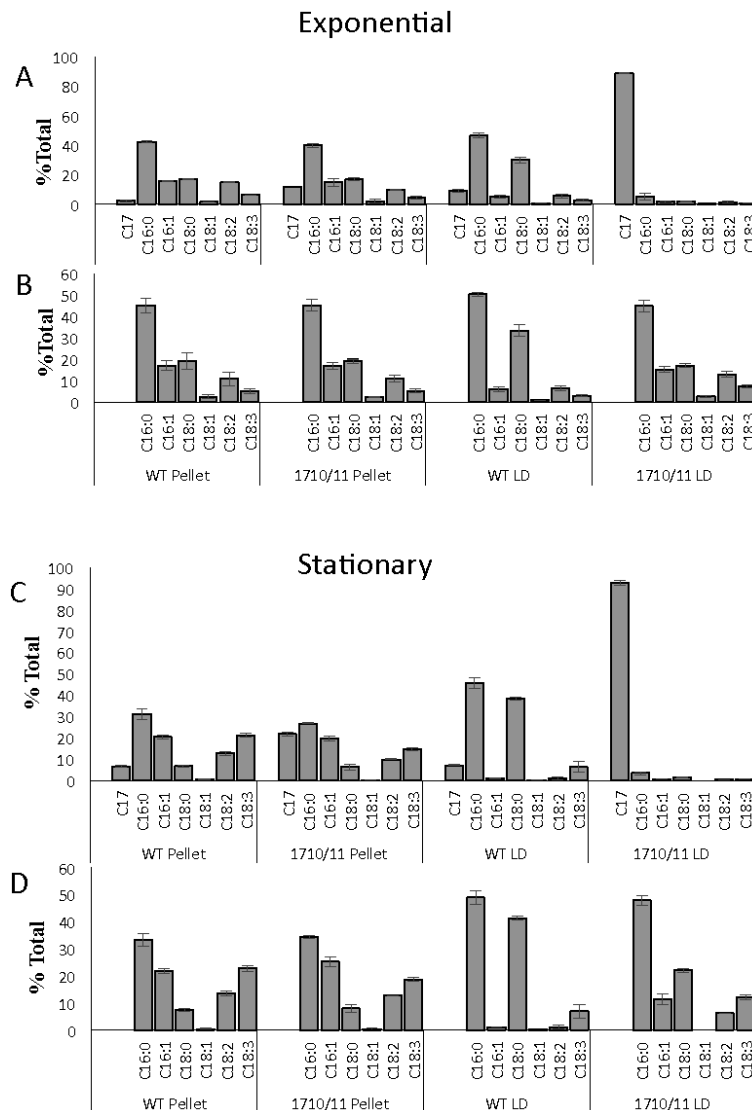 Exponential
A
%Total
100
80
60
40
20
0
C17 C16:0 C16:1 C18:0 C18:1 C18:2 C18:3 C17 C16:0 C16:1 C18:0 C18:1 C18:2 C18:3 C17 C16:0 C16:1 C18:0 C18:1 C18:2 C18:3 C17 C16:0 C16:1 C18:0 C18:1 C18:2 C18:3
B
%Total
60
50
40
30
20
10
0
C16:0 C16:1 C18:0 C18:1 C18:2 C18:3 C16:0 C16:1 C18:0 C18:1 C18:2 C18:3 C16:0 C16:1 C18:0 C18:1 C18:2 C18:3 C16:0 C16:1 C18:0 C18:1 C18:2 C18:3
WT Pellet 1710/11 Pellet WT LD 1710/11 LD
Stationary
C
% Total
100
90
80
70
60
50
40
30
20
10
0
C17 C16:0 C16:1 C18:0 C18:1 C18:2 C18:3 C17 C16:0 C16:1 C18:0 C18:1 C18:2 C18:3 C17 C16:0 C16:1 C18:0 C18:1 C18:2 C18:3 C17 C16:0 C16:1 C18:0 C18:1 C18:2 C18:3
WT Pellet 1710/11 Pellet WT LD 1710/11 LD
D
% Total
60
50
40
30
20
10
0
C16:0 C16:1 C18:0 C18:1 C18:2 C18:3 C16:0 C16:1 C18:0 C18:1 C18:2 C18:3 C16:0 C16:1 C18:0 C18:1 C18:2 C18:3 C16:0 C16:1 C18:0 C18:1 C18:2 C18:3
WT Pellet 1710/11 Pellet WT LD 1710/11 LD